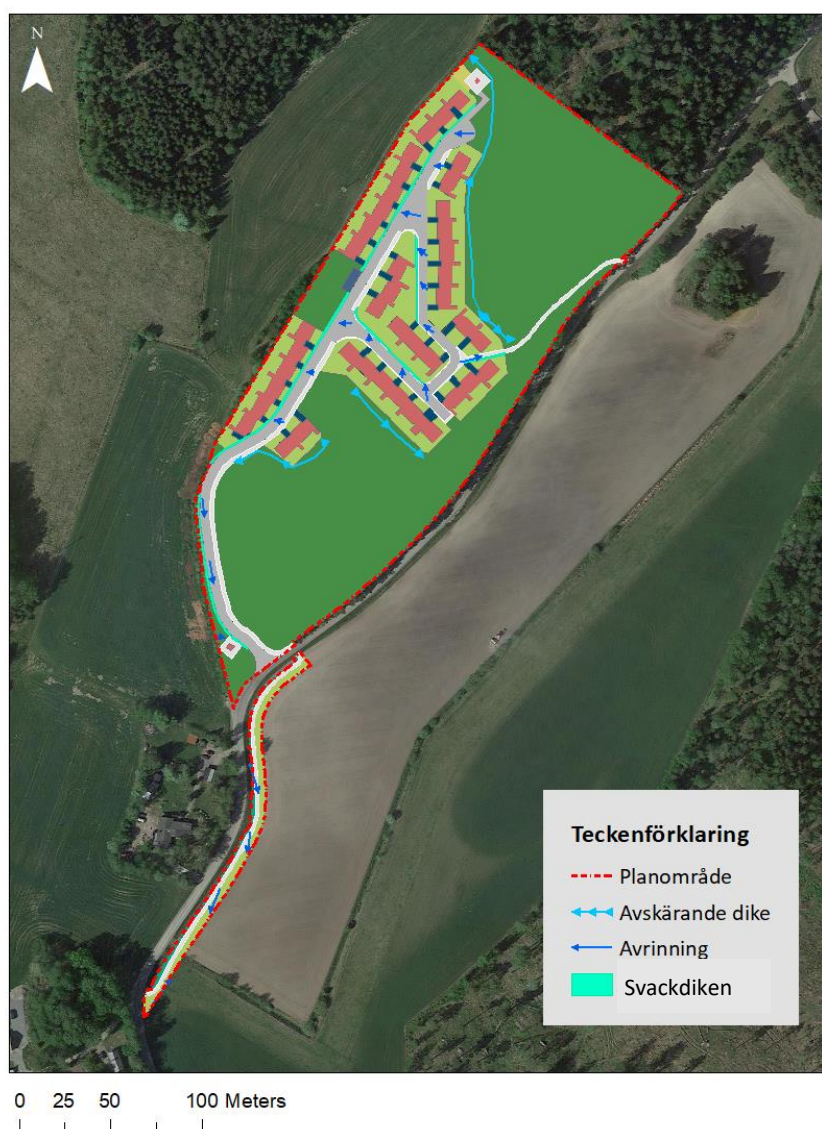 N
Teckenförklaring
Planområde
Avskärande dike
Avrinning
Svackdiken
0 25 50 100 Meters